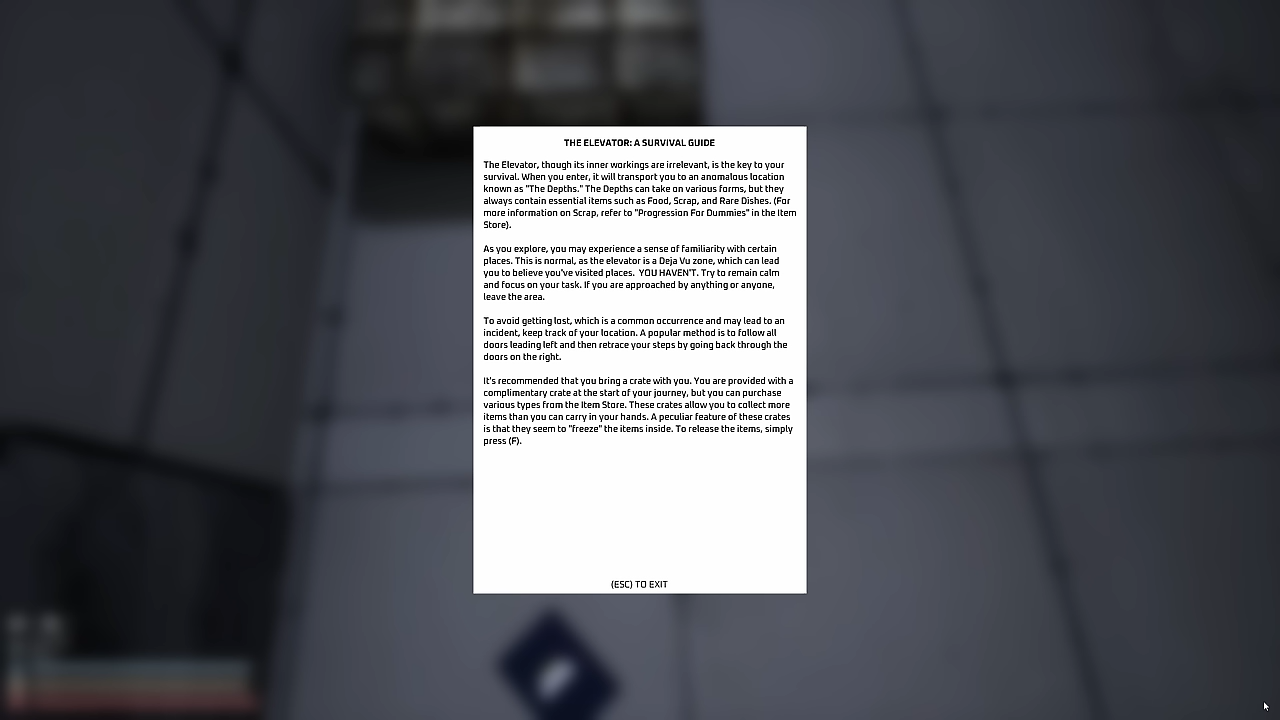 THE ELEVATOR: A SURVIVAL GUIDE
The Elevator, though its inner workings are irrelevant, is the key to your
survival. When you enter, it will transport you to an anomalous location
known as "The Depths." The Depths can take on various forms, but they
always contain essential items such as Food, Scrap, and Rare Dishes. (For
more information on Scrap, refer to "Progression For Dummies" in the Item
Store).
As you explore, you may experience a sense of familiarity with certain
places. This is normal, as the elevator is a Deja Vu zone, which can lead
you to believe you've visited places.  YOU HAVEN'T. Try to remain calm
and focus on your task. If you are approached by anything or anyone,
leave the area.
To avoid getting lost, which is a common occurrence and may lead to an
incident, keep track of your location. A popular method is to follow all
doors leading left and then retrace your steps by going back through the
doors on the right.
It's recommended that you bring a crate with you. You are provided with a
complimentary crate at the start of your journey, but you can purchase
various types from the Item Store. These crates allow you to collect more
items than you can carry in your hands. A peculiar feature of these crates
is that they seem to "freeze" the items inside. To release the items, simply
press (F).
(ESC) TO EXIT